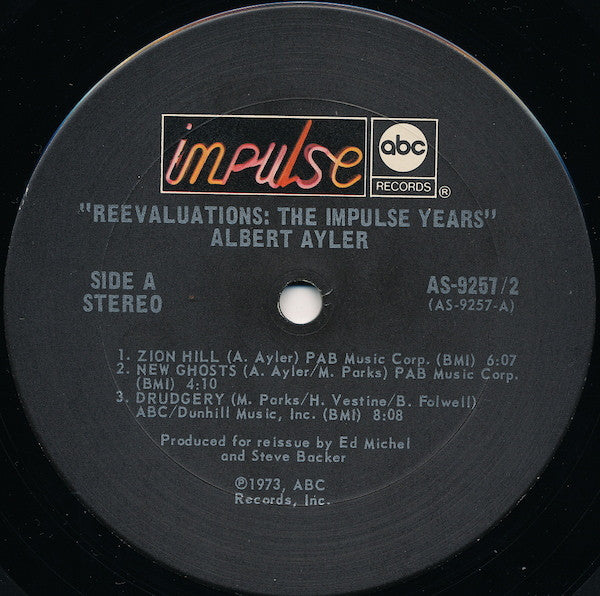 impulse abc
RECORDS ®
"REEVALUATIONS: THE IMPULSE YEARS"
ALBERT AYLER
SIDE A
STEREO
AS-9257/2
(AS-9257-A)
1. ZION HILL (A. Ayler) PAB Music Corp. (BMI) 6:07
2. NEW GHOSTS (A. Ayler/M. Parks) PAB Music Corp.
(BMI) 4:10
3. DRUDGERY (M. Parks/H. Vestine/B. Folwell)
ABC/Dunhill Music, Inc. (BMI) 8:08
Produced for reissue by Ed Michel
and Steve Backer
℗1973, ABC
Records, Inc.